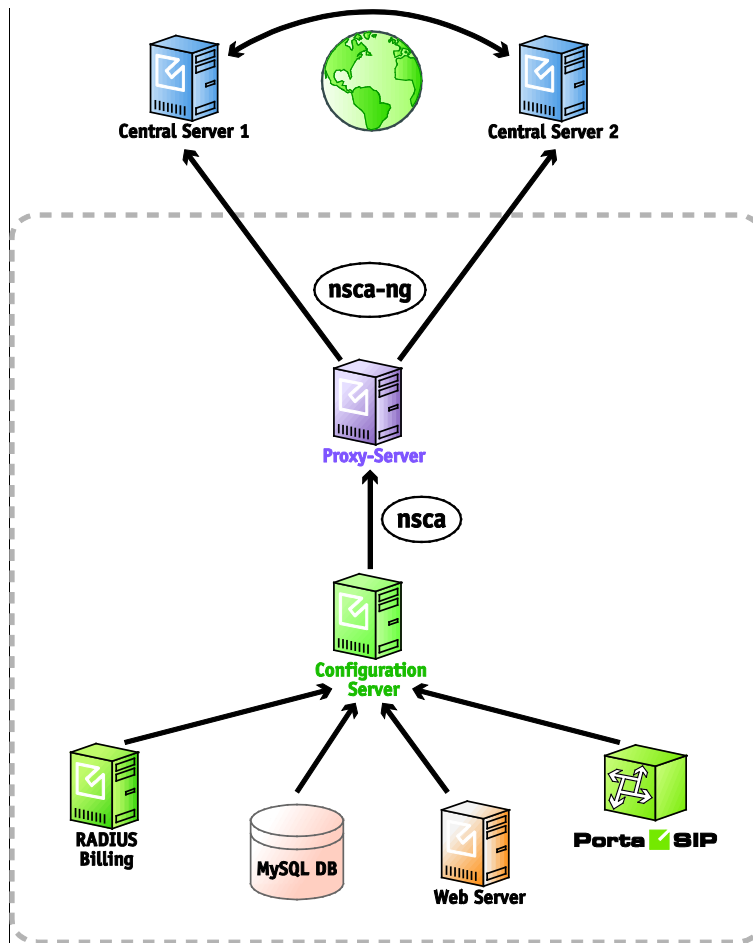 Central Server 1
Central Server 2
nsca-ng
Proxy-Server
nsca
Configuration
Server
RADIUS
Billing
MySQL DB
Web Server
Porta SIP